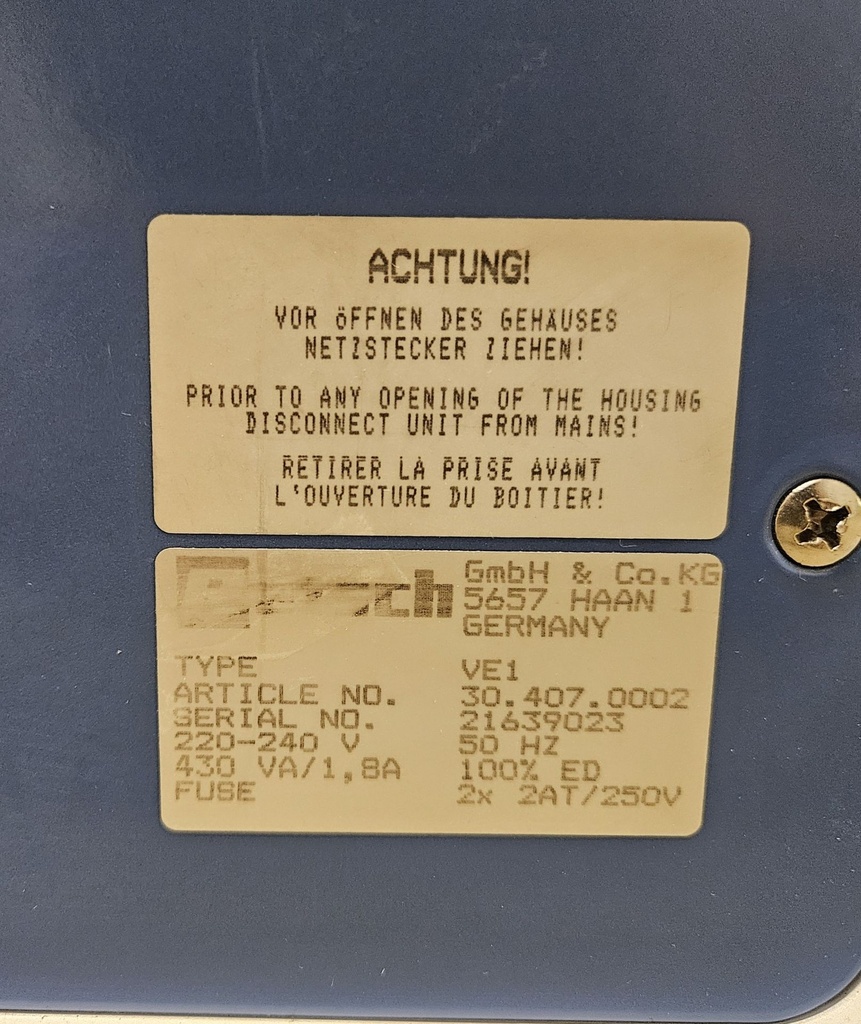 ACHTUNG!
VOR öFFNEN DES GEHÄUSES
NETZSTECKER ZIEHEN!
PRIOR TO ANY OPENING OF THE HOUSING
DISCONNECT UNIT FROM MAINS!
RETIRER LA PRISE AVANT
L'OUVERTURE DU BOITIER!
GmbH & Co.KG
5657 HAAN 1
GERMANY
TYPE VE1
ARTICLE NO. 30.407.0002
SERIAL NO. 21639023
220-240 V 50 HZ
430 VA/1,8A 100% ED
FUSE 2x 2AT/250V